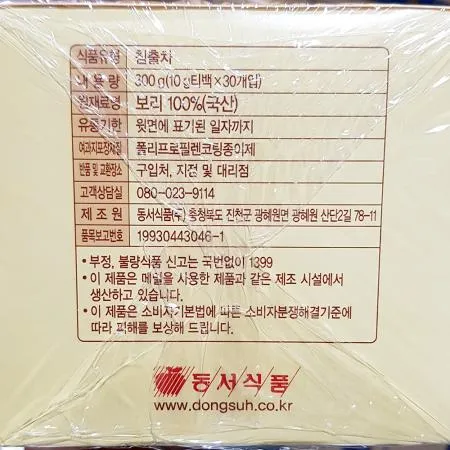 식품유형 침출차
내 용 량 300 g(10 g티백×30개입)
원재료명 보리 100%(국산)
유통기한 윗면에 표기된 일자까지
여과지포장재질 폴리프로필렌코팅종이제
반품 및 교환장소 구입처, 지점 및 대리점
고객상담실 080-023-9114
제 조 원 동서식품(주) 충청북도 진천군 광혜원면 광혜원 산단2길 78-11
품목보고번호 19930443046-1
• 부정, 불량식품 신고는 국번없이 1399
• 이 제품은 메밀을 사용한 제품과 같은 제조 시설에서
생산하고 있습니다.
• 이 제품은 소비자기본법에 따른 소비자분쟁해결기준에
따라 피해를 보상해 드립니다.
동서식품
www.dongsuh.co.kr